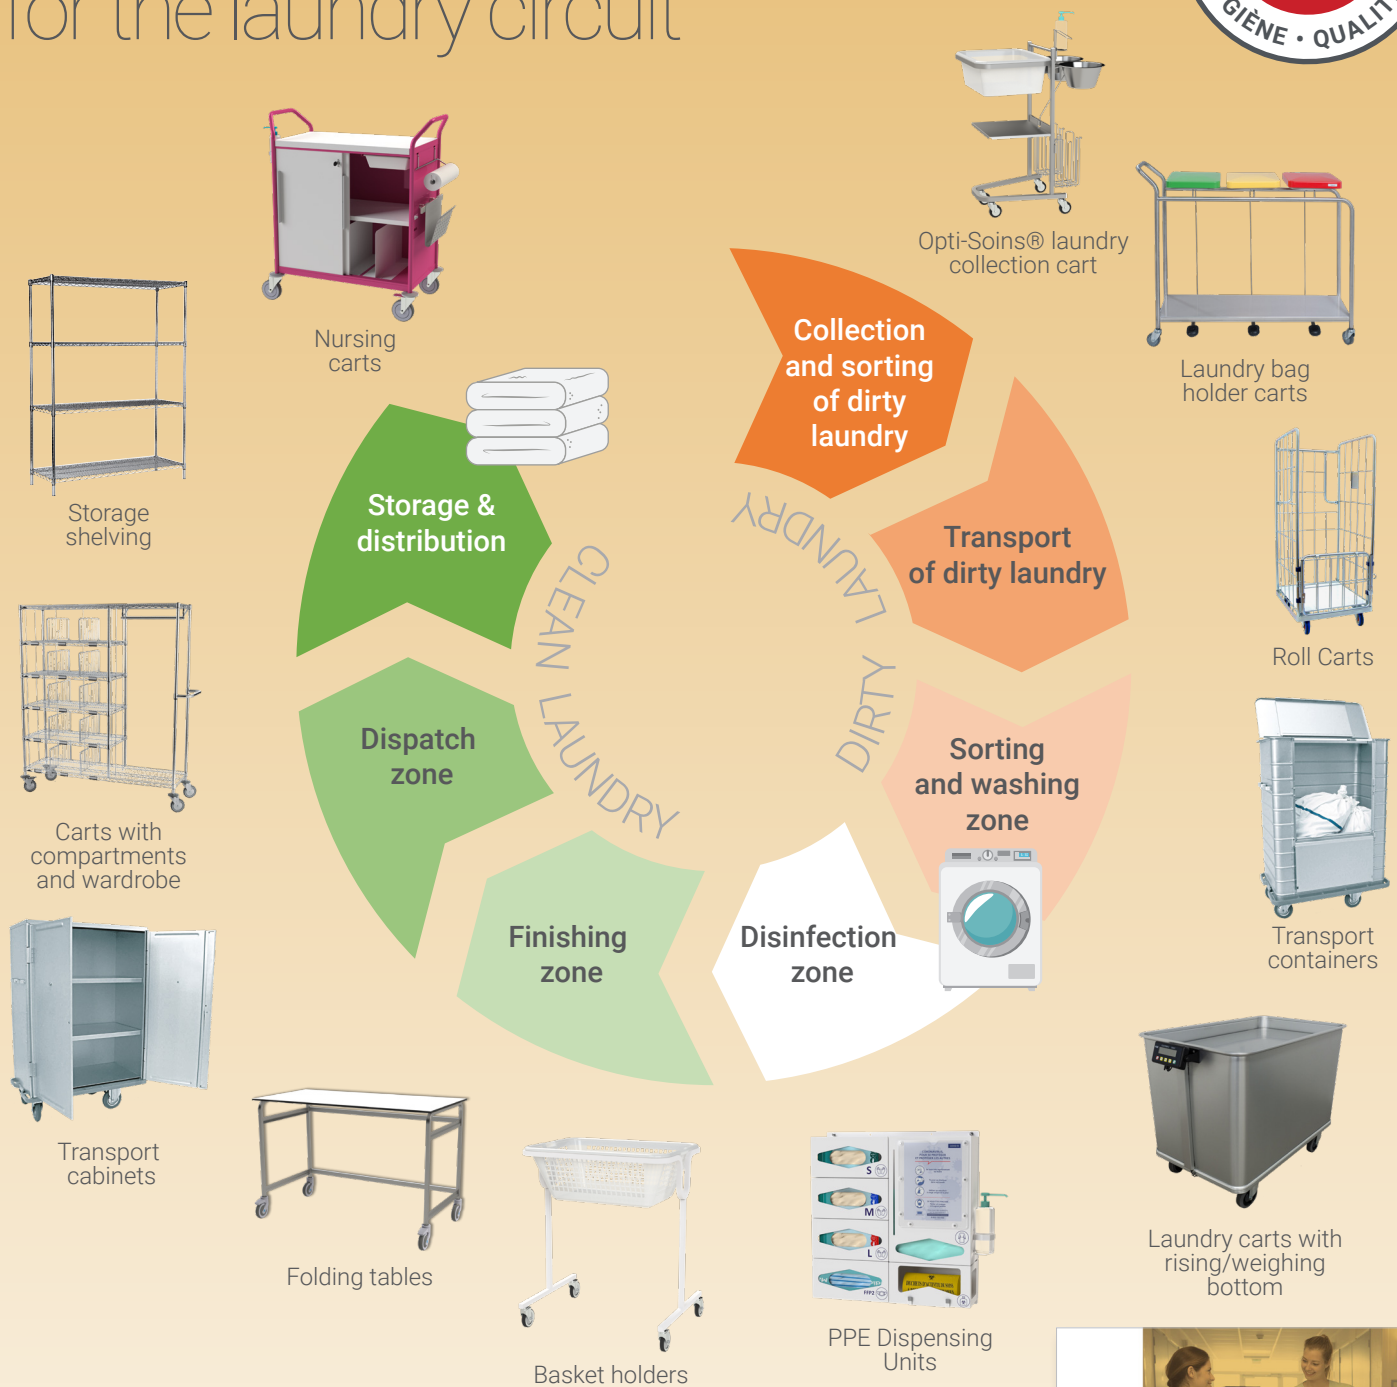 for the laundry circuit
GIÈNE • QUALIT
Opti-Soins® laundry
collection cart
Laundry bag
holder carts
Nursing
carts
Collection
and sorting
of dirty
laundry
Storage
shelving
Storage &
distribution
DIRTY LAUNDRY
CLEAN LAUNDRY
Transport
of dirty laundry
Roll Carts
Dispatch
zone
Sorting
and washing
zone
Carts with
compartments
and wardrobe
Finishing
zone
Disinfection
zone
Transport
containers
Transport
cabinets
Folding tables
Basket holders
S
M
L
FFP2
PPE Dispensing
Units
Laundry carts with
rising/weighing
bottom